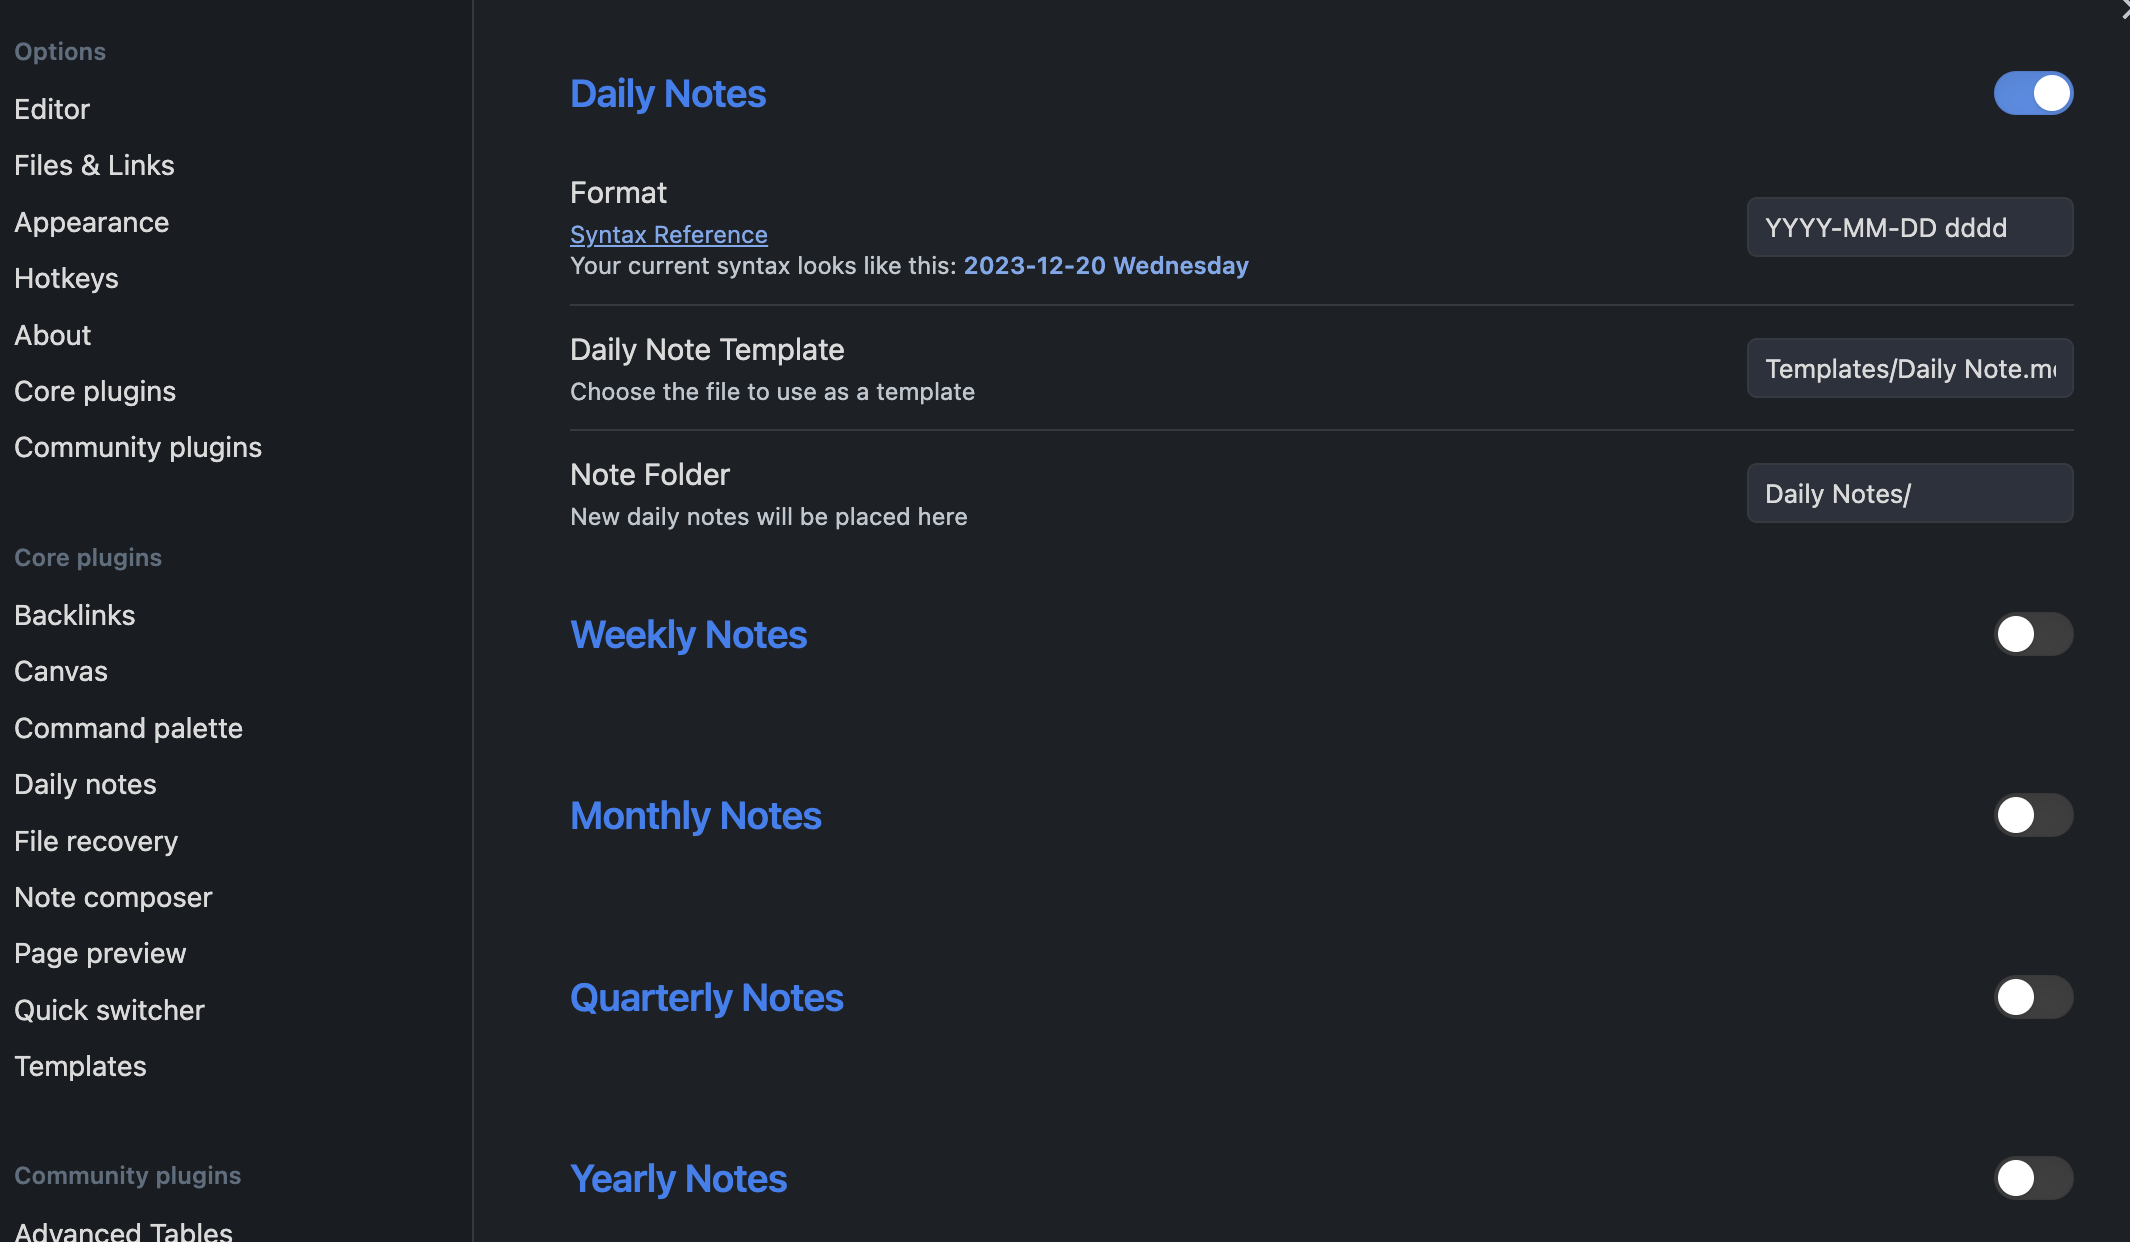 Options
Editor
Files & Links
Appearance
Hotkeys
About
Core plugins
Community plugins
Core plugins
Backlinks
Canvas
Command palette
Daily notes
File recovery
Note composer
Page preview
Quick switcher
Templates
Community plugins
Advanced Tables
Daily Notes
Format
Syntax Reference
Your current syntax looks like this: 2023-12-20 Wednesday
YYYY-MM-DD dddd
Daily Note Template
Choose the file to use as a template
Templates/Daily Note.m
Note Folder
New daily notes will be placed here
Daily Notes/
Weekly Notes
Monthly Notes
Quarterly Notes
Yearly Notes